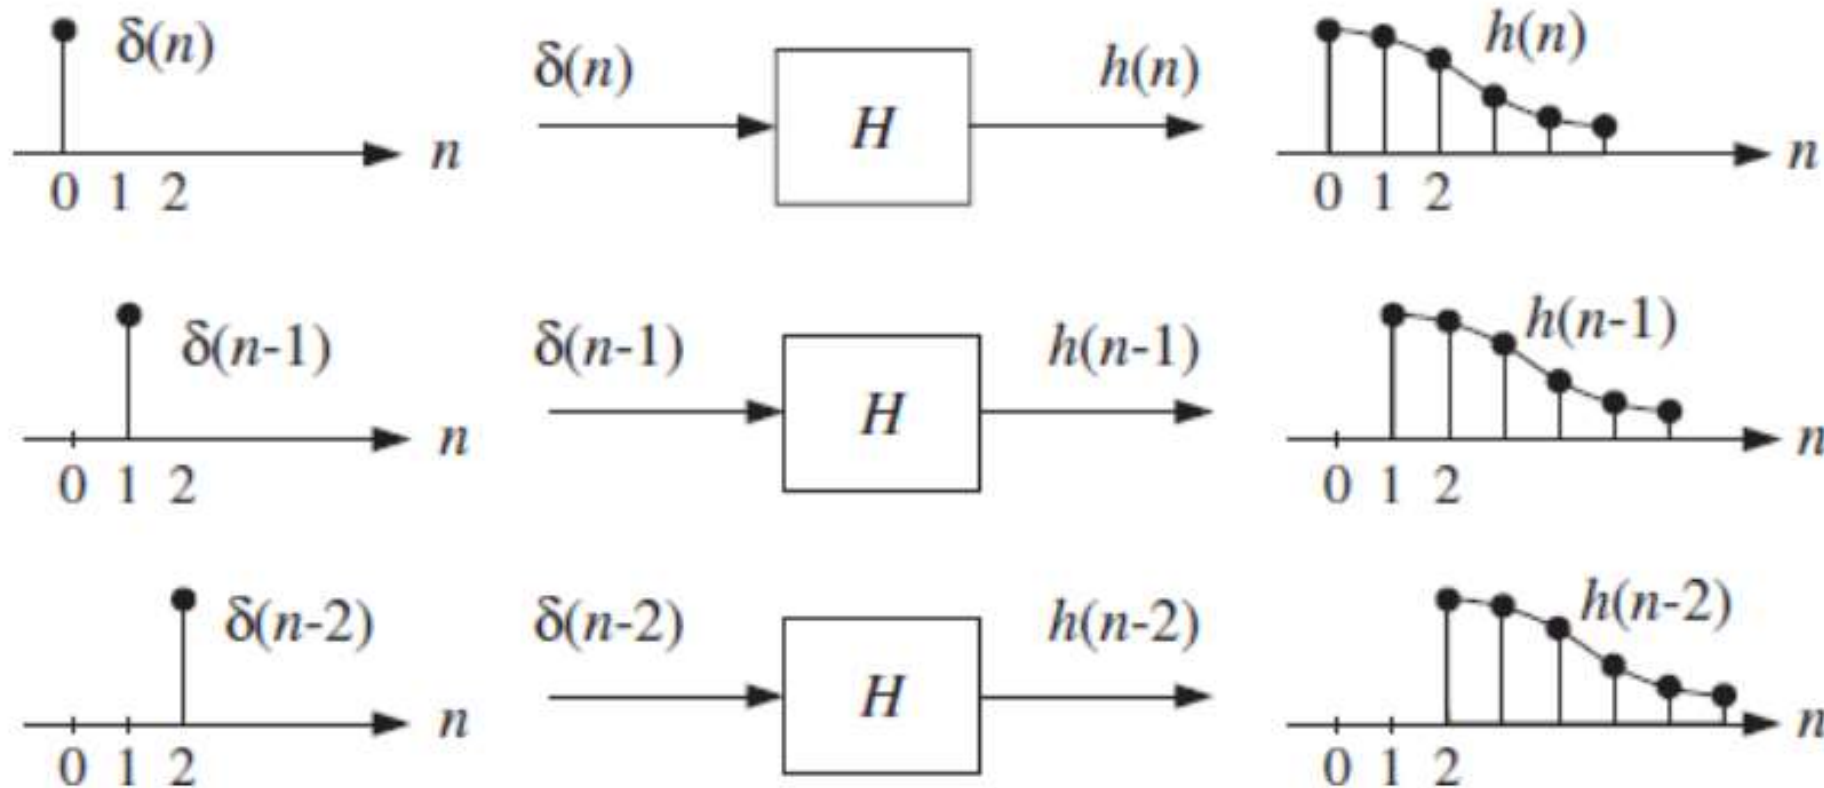 δ(n) δ(n) h(n) h(n)
H
n n
0 1 2 0 1 2
δ(n-1) δ(n-1) h(n-1) h(n-1)
H
n n
0 1 2 0 1 2
δ(n-2) δ(n-2) h(n-2) h(n-2)
H
n n
0 1 2 0 1 2